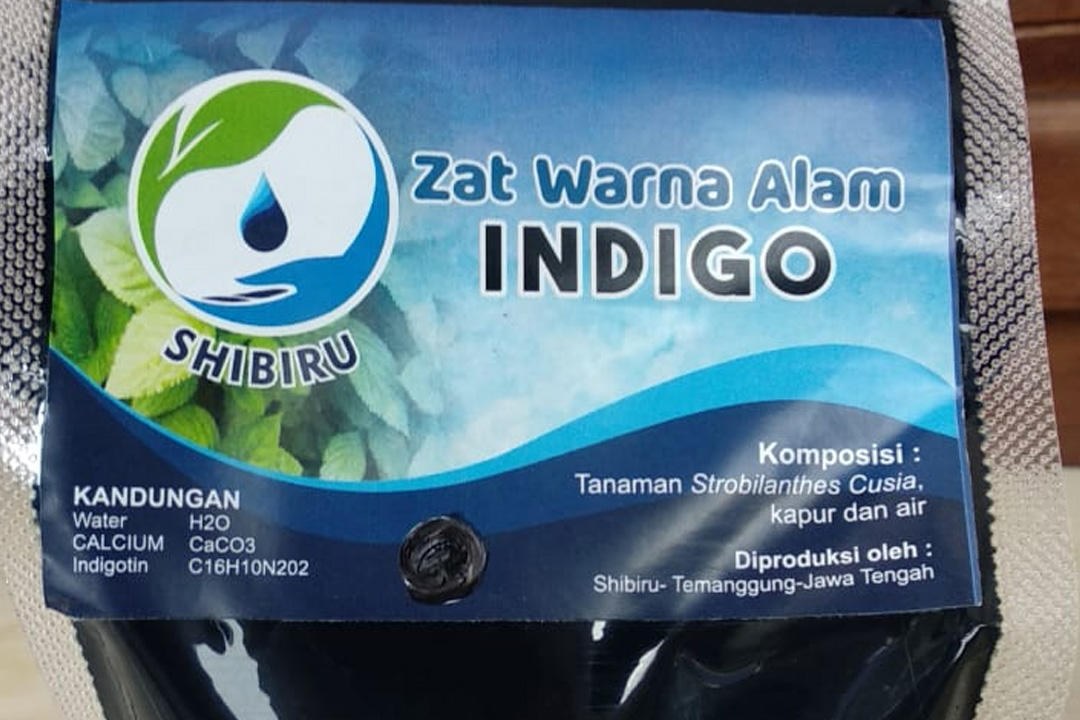 Zat Warna Alam
INDIGO
SHIBIRU
KANDUNGAN
Water H2O
CALCIUM CaCO3
Indigotin C16H10N202
Komposisi :
Tanaman Strobilanthes Cusia,
kapur dan air
Diproduksi oleh :
Shibiru- Temanggung-Jawa Tengah